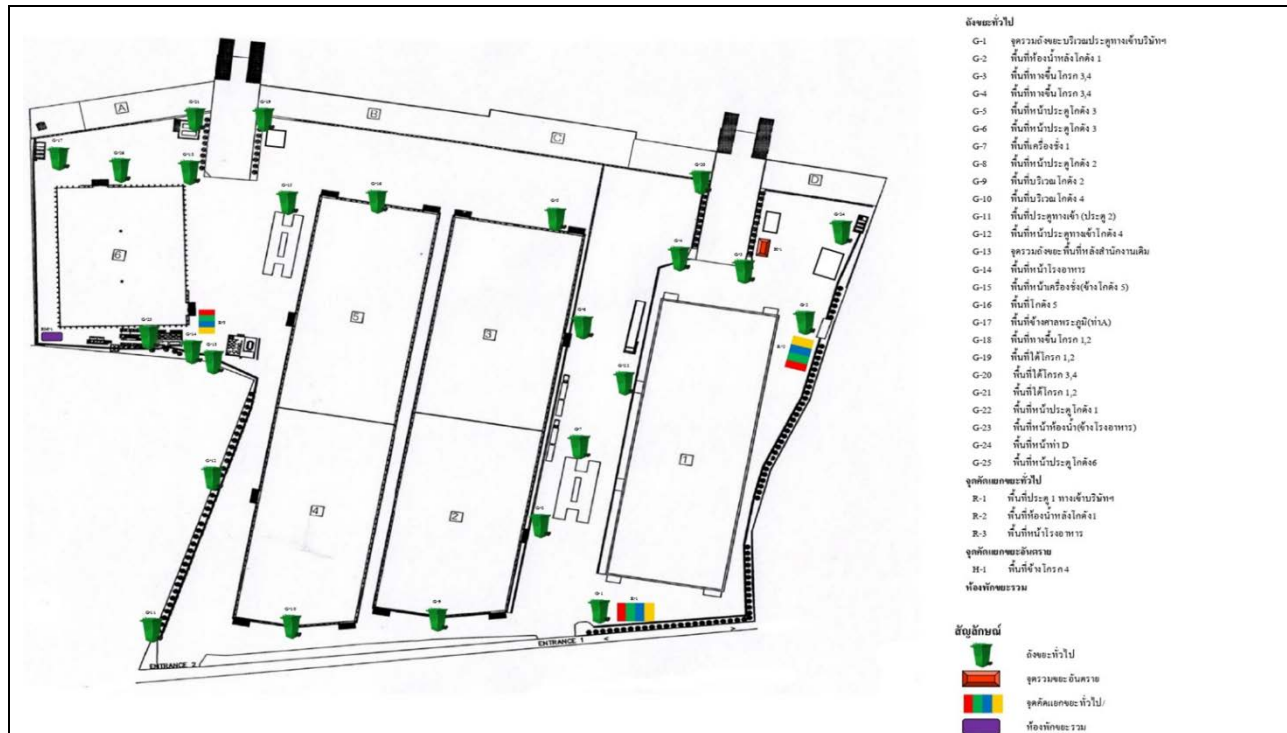 A
B
C
D
6
5
3
4
2
1
G-21
G-17
G-16
G-7
G-1
R-1
G-9
ENTRANCE 1
ENTRANCE 2
ถังขยะทั่วไป
G-1 จุดรวมถังขยะบริเวณประตูทางเข้าบริษัทฯ
G-2 พื้นที่ห้องน้ำหลังโกดัง 1
G-3 พื้นที่ทางขึ้นโกรก 3,4
G-4 พื้นที่ทางขึ้นโกรก 3,4
G-5 พื้นที่หน้าประตูโกดัง 3
G-6 พื้นที่หน้าประตูโกดัง 3
G-7 พื้นที่เครื่องชั่ง 1
G-8 พื้นที่หน้าประตูโกดัง 2
G-9 พื้นที่บริเวณโกดัง 2
G-10 พื้นที่บริเวณโกดัง 4
G-11 พื้นที่ประตูทางเข้า (ประตู 2)
G-12 พื้นที่หน้าประตูทางเข้าโกดัง 4
G-13 จุดรวมถังขยะพื้นที่หลังสำนักงานเดิม
G-14 พื้นที่หน้าโรงอาหาร
G-15 พื้นที่หน้าเครื่องชั่ง(ข้างโกดัง 5)
G-16 พื้นที่โกดัง 5
G-17 พื้นที่ข้างศาลพระภูมิ(ท่าA)
G-18 พื้นที่ทางขึ้นโกรก 1,2
G-19 พื้นที่ใต้โกรก 1,2
G-20 พื้นที่ใต้โกรก 3,4
G-21 พื้นที่ใต้โกรก 1,2
G-22 พื้นที่หน้าประตูโกดัง 1
G-23 พื้นที่หน้าห้องน้ำ(ข้างโรงอาหาร)
G-24 พื้นที่หน้าท่า D
G-25 พื้นที่หน้าประตูโกดัง6
จุดคัดแยกขยะทั่วไป
R-1 พื้นที่ประตู 1 ทางเข้าบริษัทฯ
R-2 พื้นที่ห้องน้ำหลังโกดัง1
R-3 พื้นที่หน้าโรงอาหาร
จุดคัดแยกขยะอันตราย
H-1 พื้นที่ข้างโกรก 4
ห้องพักขยะรวม
สัญลักษณ์
ถังขยะทั่วไป
จุดรวมขยะอันตราย
จุดคัดแยกขยะทั่วไป/
ห้องพักขยะรวม